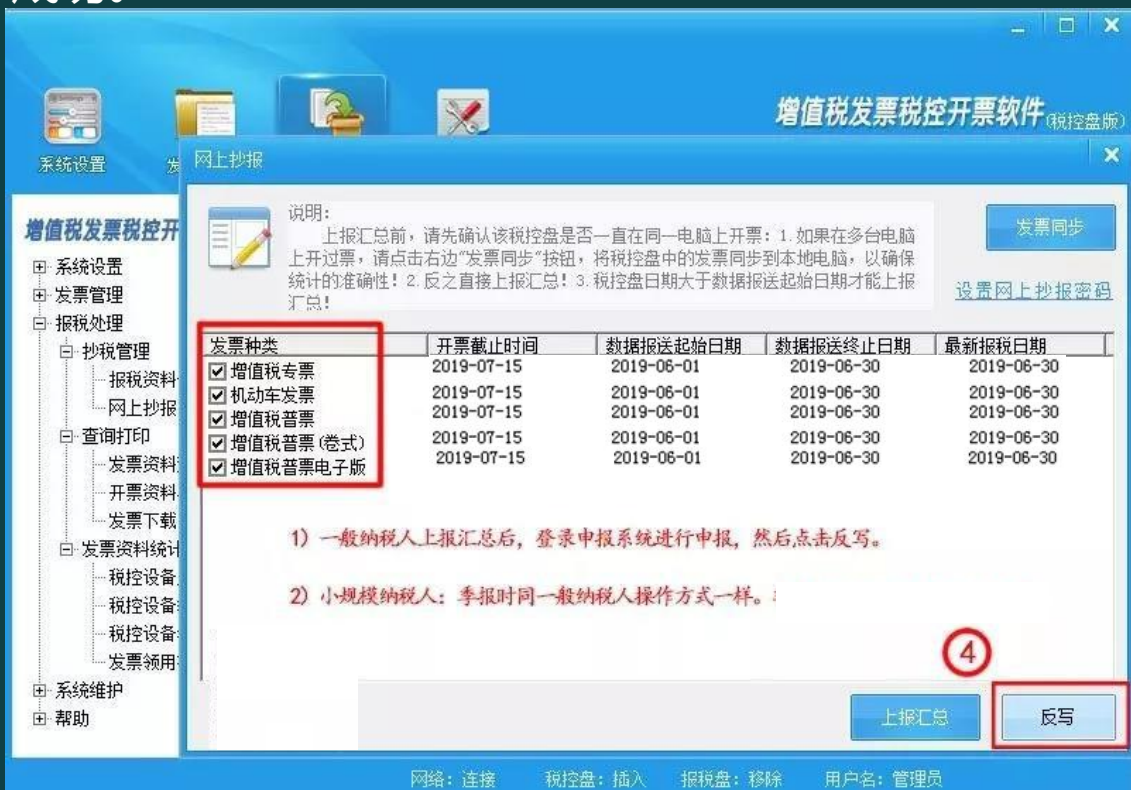 系统设置
增值税发票税控开票软件(税控盘版)
网上抄报
说明:
上报汇总前，请先确认该税控盘是否一直在同一电脑上开票：1.如果在多台电脑
上开过票，请点击右边"发票同步"按钮，将税控盘中的发票同步到本地电脑，以确保
统计的准确性！2.反之直接上报汇总！3.税控盘日期大于数据报送起始日期才能上报
汇总！
发票同步
设置网上抄报密码
增值税发票税控开
系统设置
发票管理
报税处理
抄税管理
报税资料
网上抄报
查询打印
发票资料
开票资料
发票下载
发票资料统计
税控设备
税控设备
税控设备
发票领用
系统维护
帮助
发票种类 开票截止时间 数据报送起始日期 数据报送终止日期 最新报税日期
增值税专票 2019-07-15 2019-06-01 2019-06-30 2019-06-30
机动车发票 2019-07-15 2019-06-01 2019-06-30 2019-06-30
增值税普票 2019-07-15 2019-06-01 2019-06-30 2019-06-30
增值税普票(卷式) 2019-07-15 2019-06-01 2019-06-30 2019-06-30
增值税普票电子版 2019-07-15 2019-06-01 2019-06-30 2019-06-30
1）一般纳税人上报汇总后，登录申报系统进行申报，然后点击反写。
2）小规模纳税人：季报时同一般纳税人操作方式一样。
④
上报汇总 反写
网络：连接 税控盘：插入 报税盘：移除 用户名：管理员